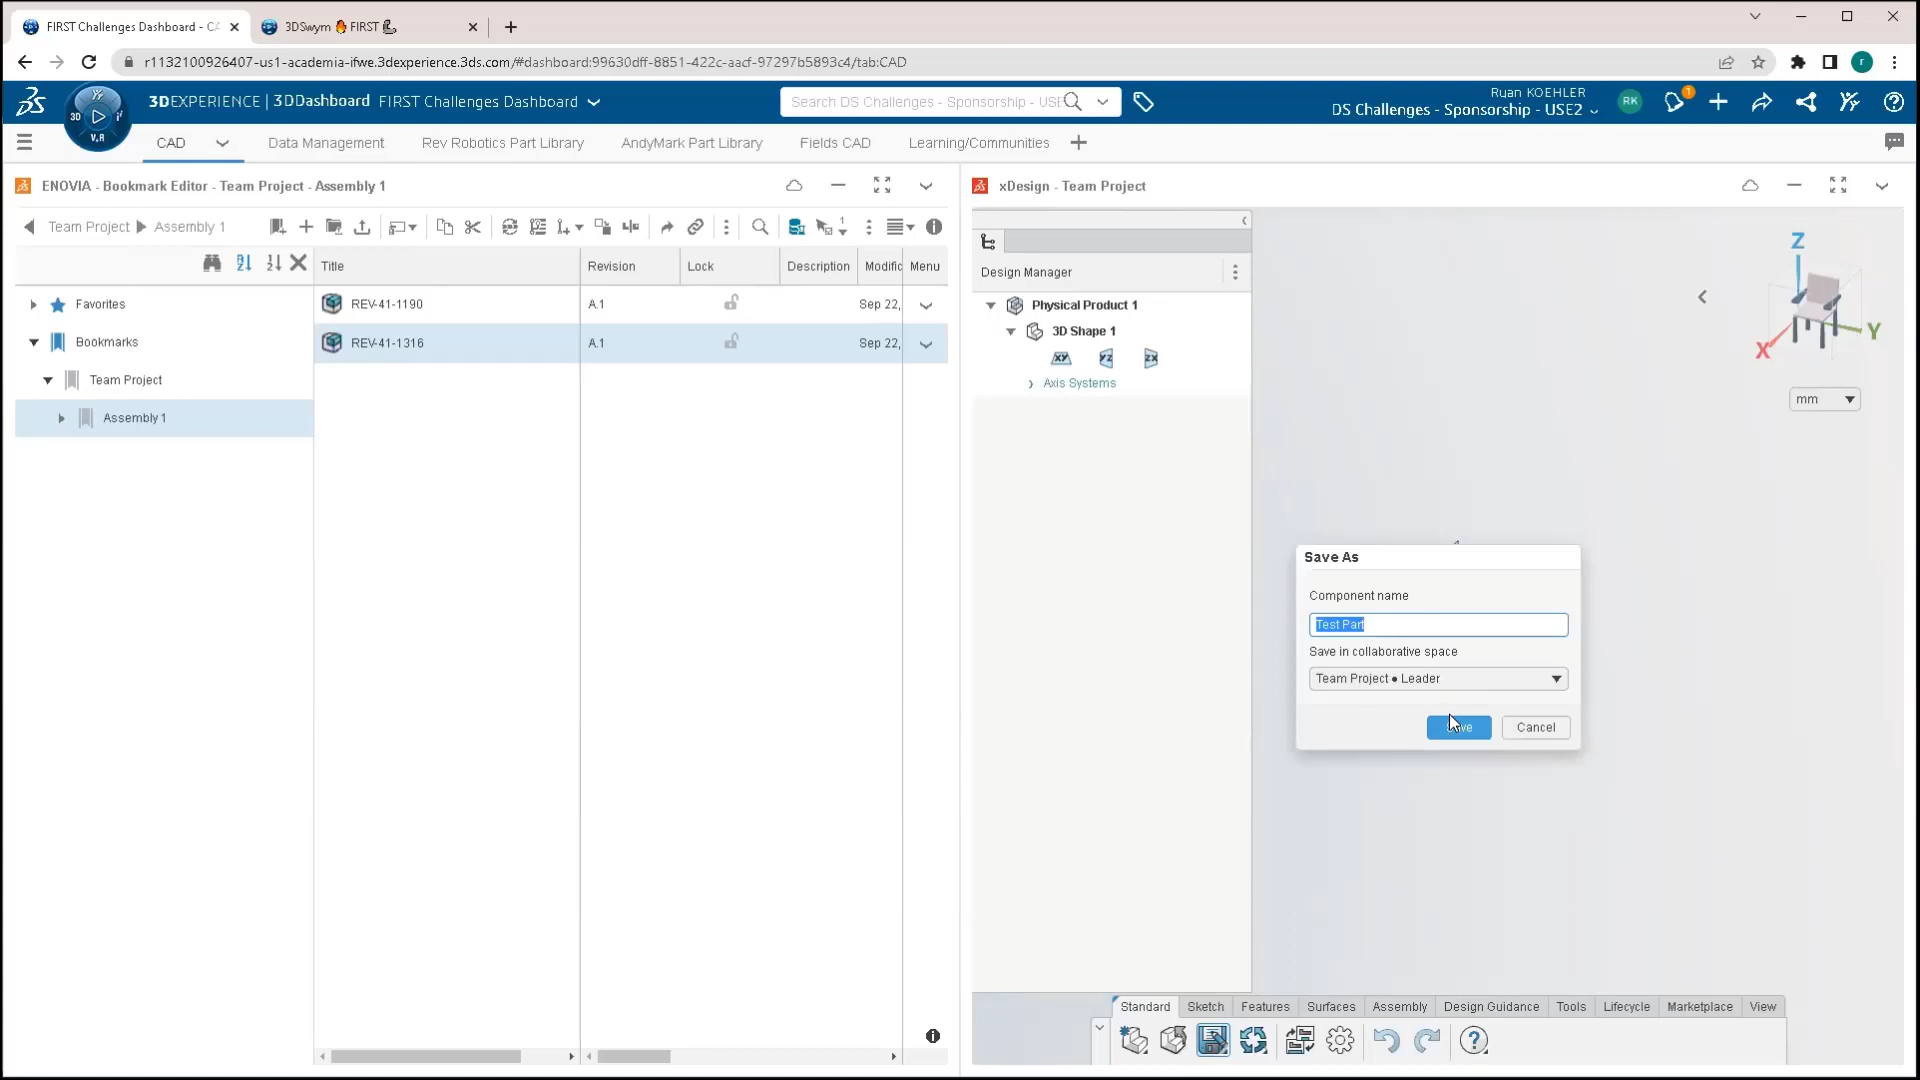 FIRST Challenges Dashboard - CA
3DSwym 🔥 FIRST 🦾
r1132100926407-us1-academia-ifwe.3dexperience.3ds.com/#dashboard:99630dff-8851-422c-aacf-97297b5893c4/tab:CAD
r
3D
V,R
3DEXPERIENCE | 3DDashboard FIRST Challenges Dashboard
Search DS Challenges - Sponsorship - USE
Ruan KOEHLER
DS Challenges - Sponsorship - USE2
RK
1
CAD
Data Management
Rev Robotics Part Library
AndyMark Part Library
Fields CAD
Learning/Communities
ENOVIA - Bookmark Editor - Team Project - Assembly 1
Team Project
Assembly 1
1
Title
Revision
Lock
Description
Modific
Menu
Favorites
Bookmarks
Team Project
Assembly 1
REV-41-1190
A.1
Sep 22,
REV-41-1316
A.1
Sep 22,
xDesign - Team Project
Design Manager
Physical Product 1
3D Shape 1
XY
YZ
ZX
Axis Systems
Z
Y
X
mm
Save As
Component name
Test Part
Save in collaborative space
Team Project ● Leader
Cancel
Standard
Sketch
Features
Surfaces
Assembly
Design Guidance
Tools
Lifecycle
Marketplace
View